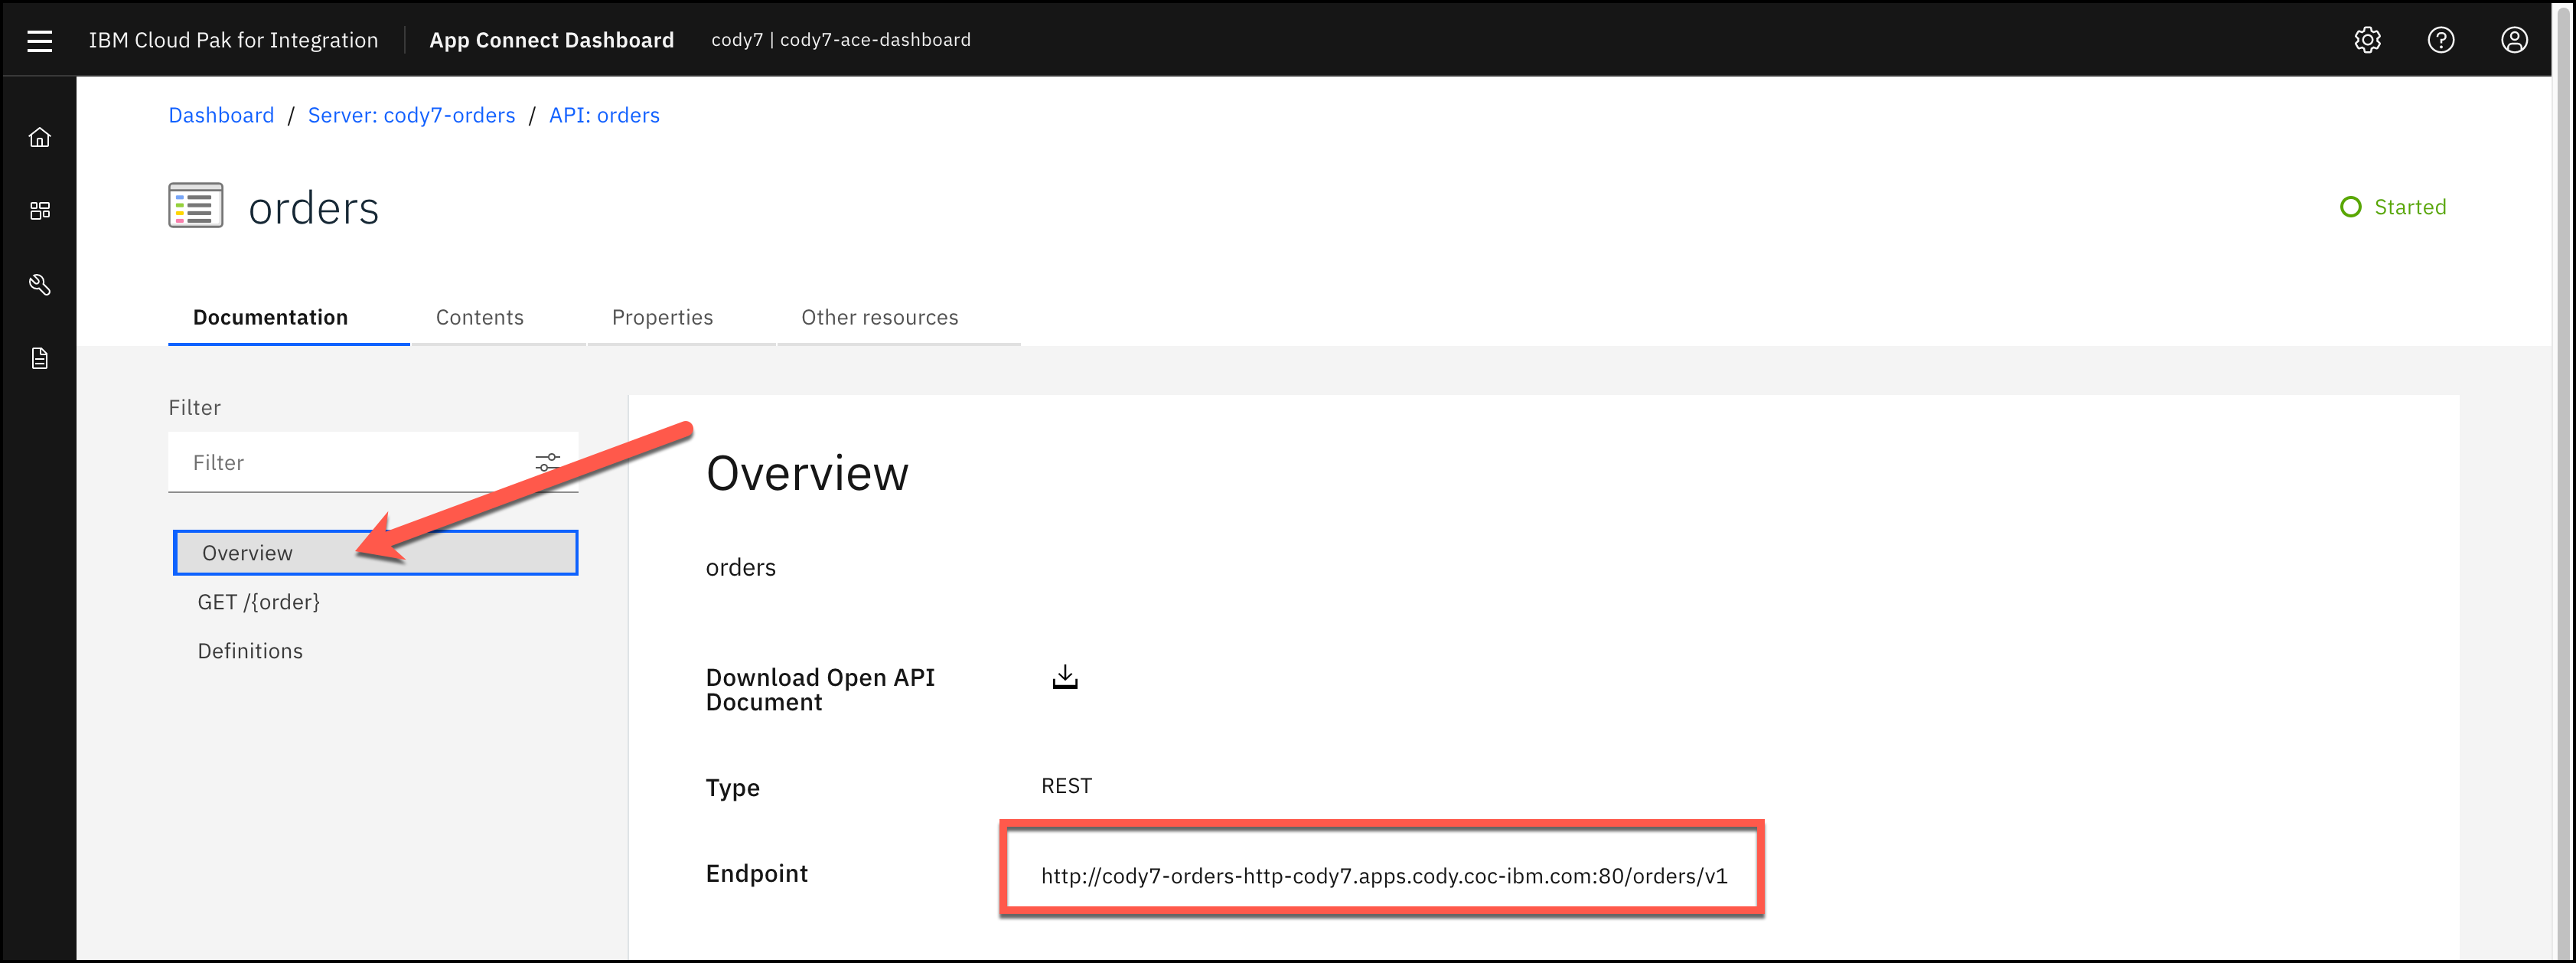 IBM Cloud Pak for Integration App Connect Dashboard cody7 | cody7-ace-dashboard
Dashboard / Server: cody7-orders / API: orders
orders
Started
Documentation Contents Properties Other resources
Filter
Filter
Overview
GET /{order}
Definitions
Overview
orders
Download Open API
Document
Type REST
Endpoint http://cody7-orders-http-cody7.apps.cody.coc-ibm.com:80/orders/v1